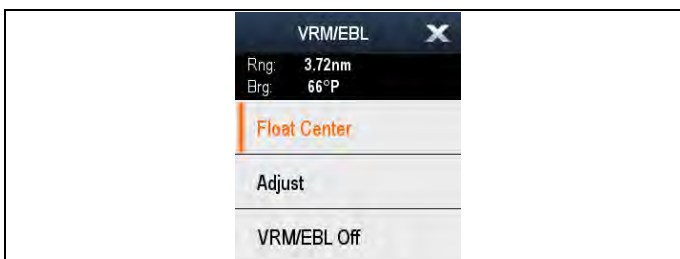 VRM/EBL X
Rng: 3.72nm
Brg: 66°P
Float Center
Adjust
VRM/EBL Off